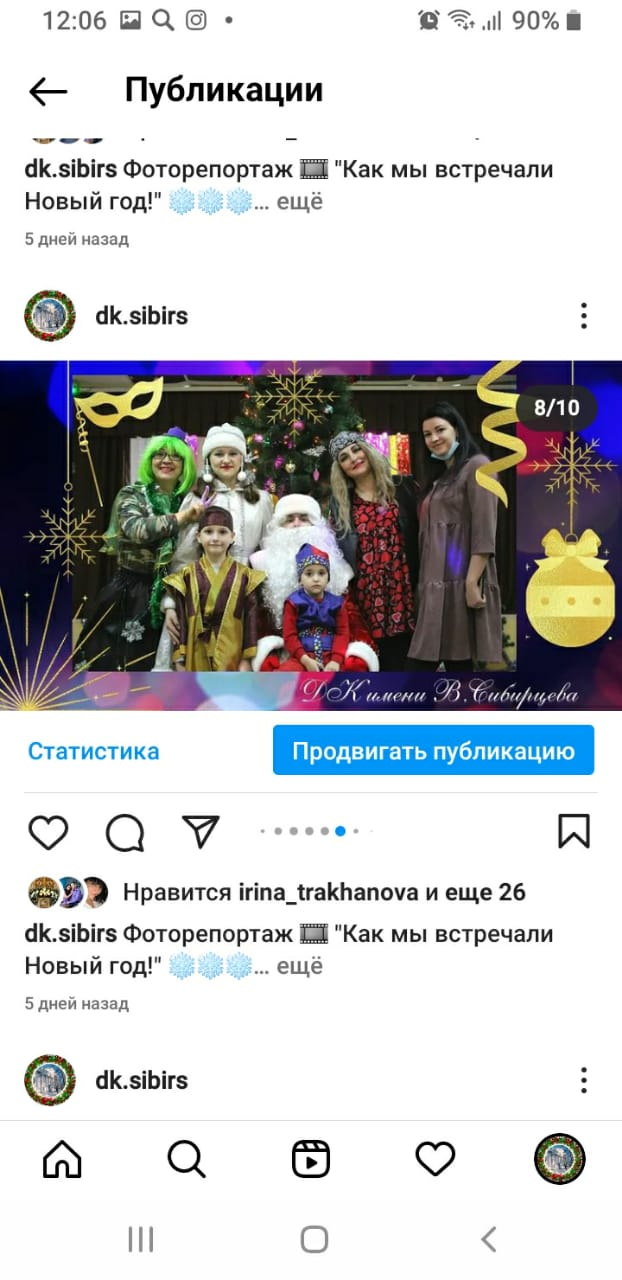 12:06
90%
Публикации
dk.sibirs Фоторепортаж 🎞️ "Как мы встречали
Новый год!" ❄️❄️❄️... ещё
5 дней назад
dk.sibirs
8/10
ДК имени В.Сибирцева
Статистика
Продвигать публикацию
Нравится irina_trakhanova и еще 26
dk.sibirs Фоторепортаж 🎞️ "Как мы встречали
Новый год!" ❄️❄️❄️... ещё
5 дней назад
dk.sibirs